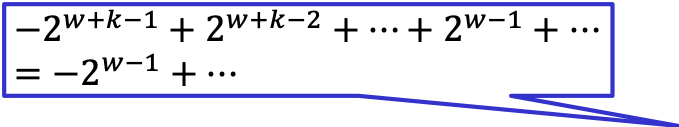 −2^{w+k−1} + 2^{w+k−2} + ⋯ + 2^{w−1} + ⋯
= −2^{w−1} + ⋯